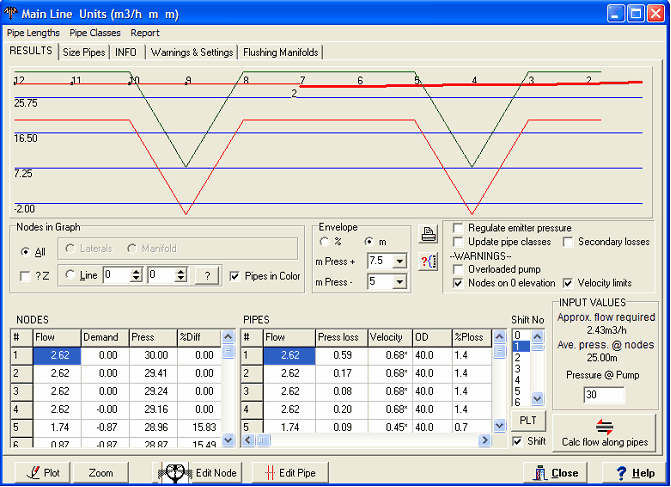 Main Line Units (m3/h m m)
Pipe Lengths Pipe Classes Report
RESULTS Size Pipes INFO Warnings & Settings Flushing Manifolds
12 11 10 9 8 7 6 5 4 3 2
2
25.75
16.50
7.25
-2.00
Nodes in Graph
All Laterals Manifold
? Z Line 0 0 ? Pipes in Color
Envelope
% m
m Press + 7.5
m Press - 5
?{
Regulate emitter pressure
Update pipe classes Secondary losses
--WARNINGS--
Overloaded pump
Nodes on 0 elevation Velocity limits
NODES
# Flow Demand Press %Diff
1 2.62 0.00 30.00 0.00
2 2.62 0.00 29.41 0.00
3 2.62 0.00 29.24 0.00
4 2.62 -0.00 29.16 0.00
5 1.74 -0.87 28.96 15.83
6 0.87 -0.87 28.87 15.49
PIPES
# Flow Press loss Velocity OD %Ploss
1 2.62 0.59 0.68* 40.0 1.4
2 2.62 0.17 0.68* 40.0 1.4
3 2.62 0.08 0.68* 40.0 1.4
4 2.62 0.20 0.68* 40.0 1.4
5 1.74 0.09 0.45* 40.0 0.7
Shift No
0
1
2
3
4
5
6
PLT
Shift
INPUT VALUES
Approx. flow required
2.43m3/h
Ave. press. @ nodes
25.00m
Pressure @ Pump
30
Calc flow along pipes
Plot Zoom Edit Node Edit Pipe Close ? Help